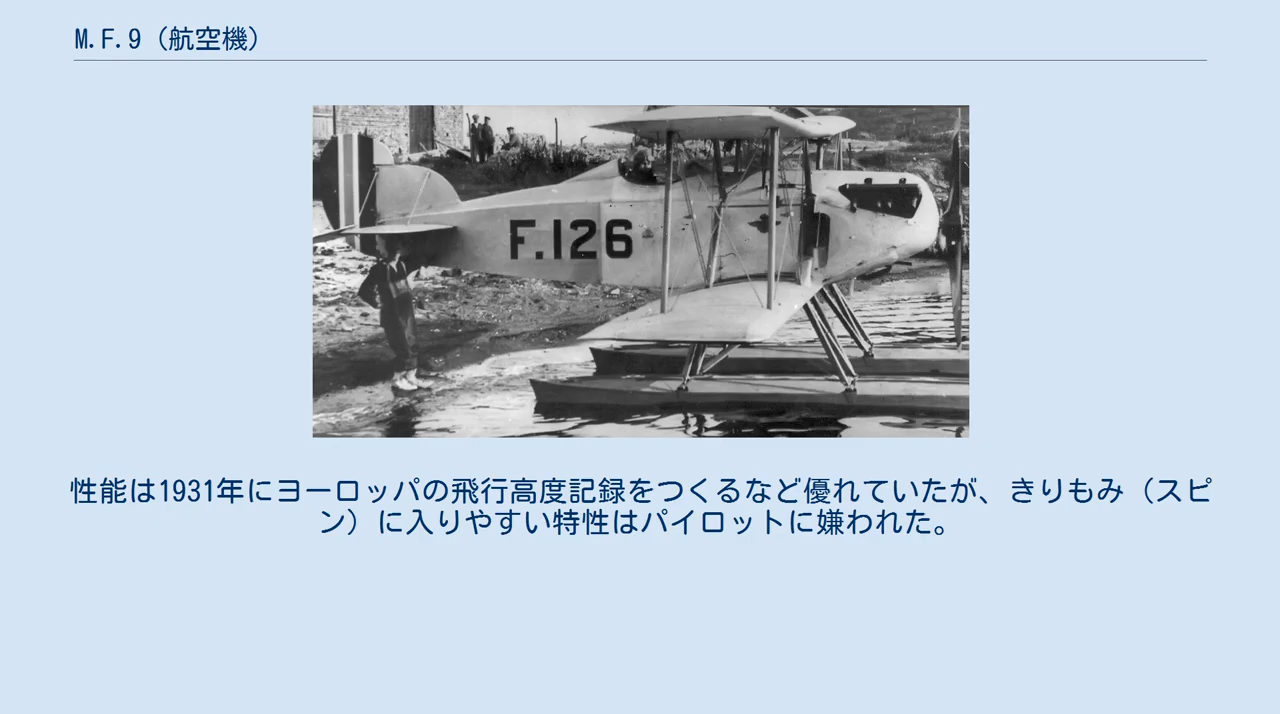 M.F.9（航空機）
F.126
性能は1931年にヨーロッパの飛行高度記録をつくるなど優れていたが、きりもみ（スピ
ン）に入りやすい特性はパイロットに嫌われた。